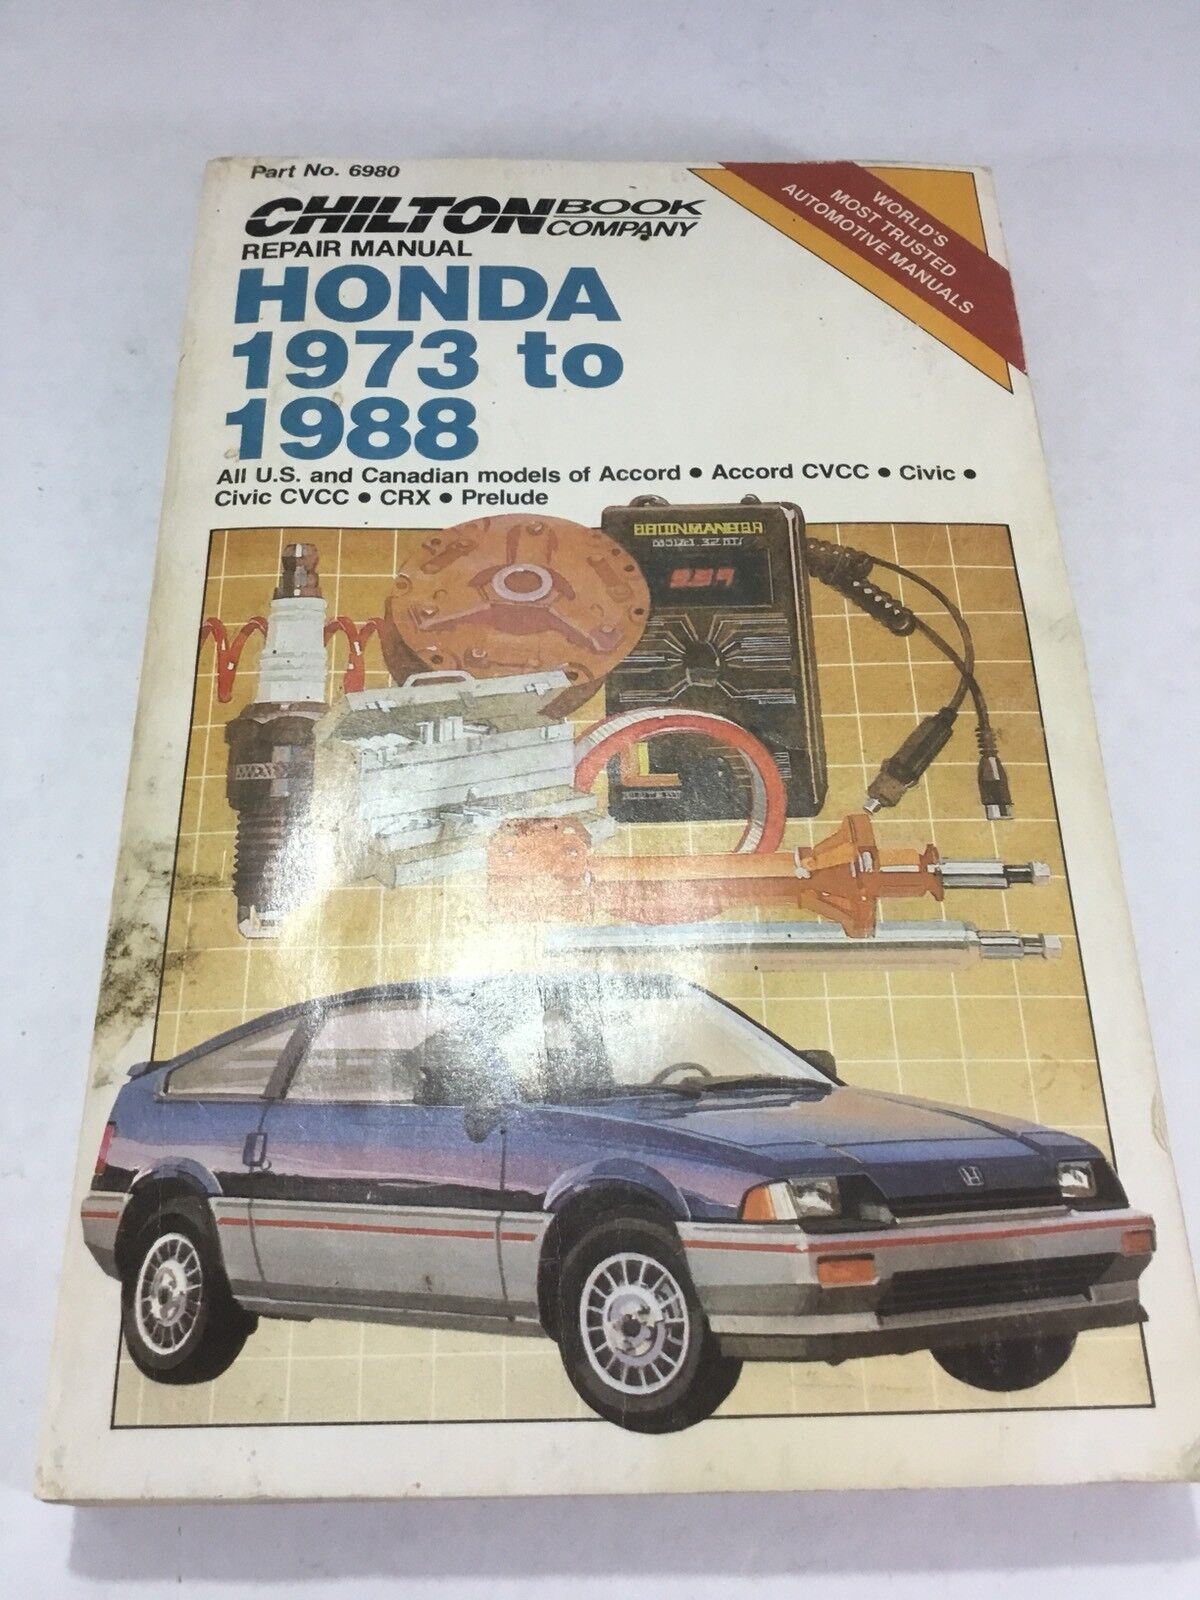 Part No. 6980
CHILTON BOOK COMPANY
REPAIR MANUAL
HONDA
1973 to
1988
All U.S. and Canadian models of Accord • Accord CVCC • Civic •
Civic CVCC • CRX • Prelude
WORLD'S
MOST TRUSTED
AUTOMOTIVE MANUALS